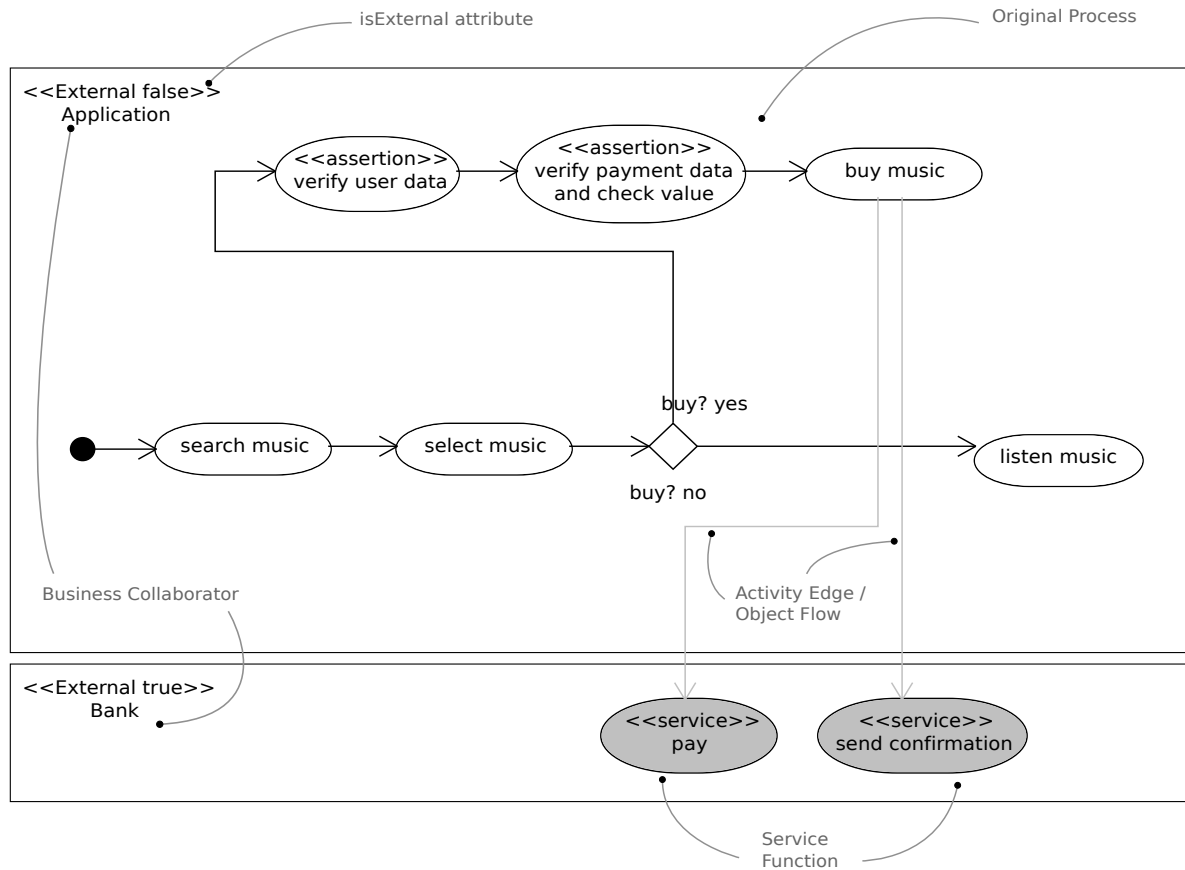 isExternal attribute
Original Process
<<External false>>
Application
<<assertion>>
verify user data
<<assertion>>
verify payment data
and check value
buy music
buy? yes
search music
select music
listen music
buy? no
Business Collaborator
Activity Edge /
Object Flow
<<External true>>
Bank
<<service>>
pay
<<service>>
send confirmation
Service
Function